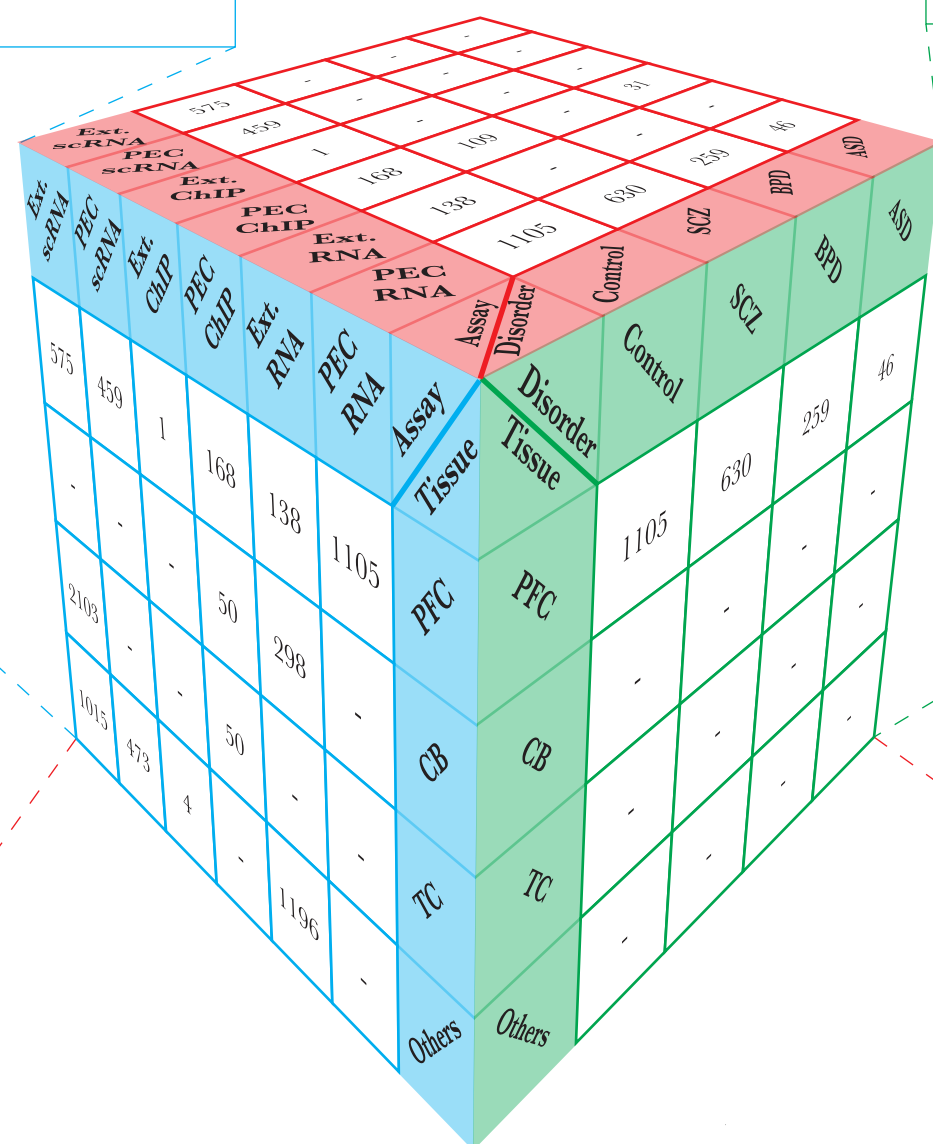 Ext. scRNA 575 - - -
PEC scRNA 459 - - -
Ext. ChIP 1 - - -
PEC ChIP 168 109 - 31
Ext. RNA 138 - - -
PEC RNA 1105 630 259 46
Assay
Disorder
Control
SCZ
BPD
ASD
Ext. scRNA
PEC scRNA
Ext. ChIP
PEC ChIP
Ext. RNA
PEC RNA
Assay
Tissue
575 459 1 168 138 1105 PFC
- - - 50 298 - CB
2103 - - 50 - - TC
1015 473 4 - 1196 - Others
Disorder
Tissue
Control
SCZ
BPD
ASD
PFC 1105 630 259 46
CB - - - -
TC - - - -
Others - - - -